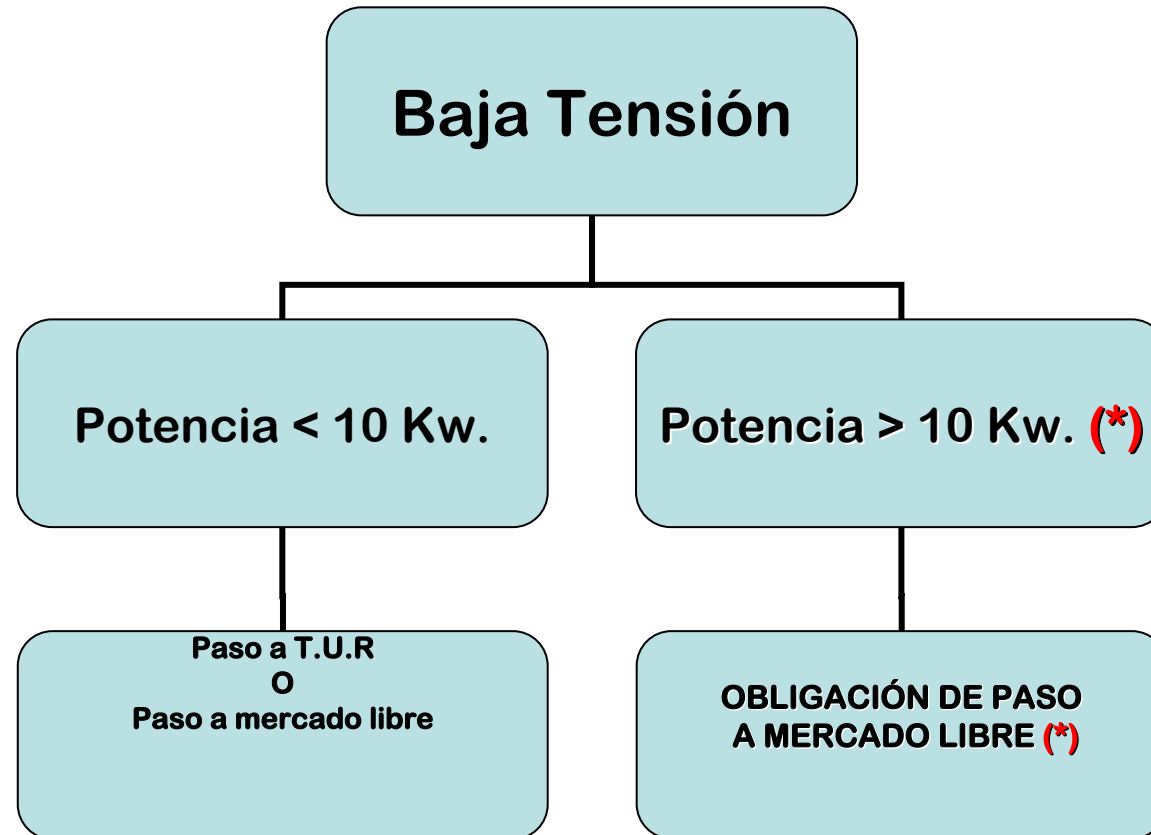 Baja Tensión
Potencia < 10 Kw.
Potencia > 10 Kw. (*)
Paso a T.U.R
O
Paso a mercado libre
OBLIGACIÓN DE PASO
A MERCADO LIBRE (*)